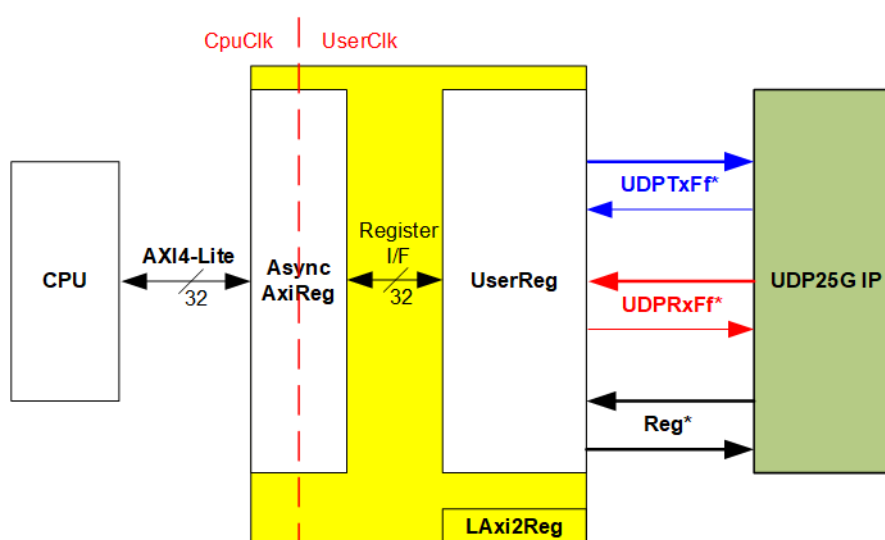 CpuClk
UserClk
CPU
AXI4-Lite
32
Async
AxiReg
Register
I/F
32
UserReg
UDPTxFf*
UDPRxFf*
Reg*
UDP25G IP
LAxi2Reg